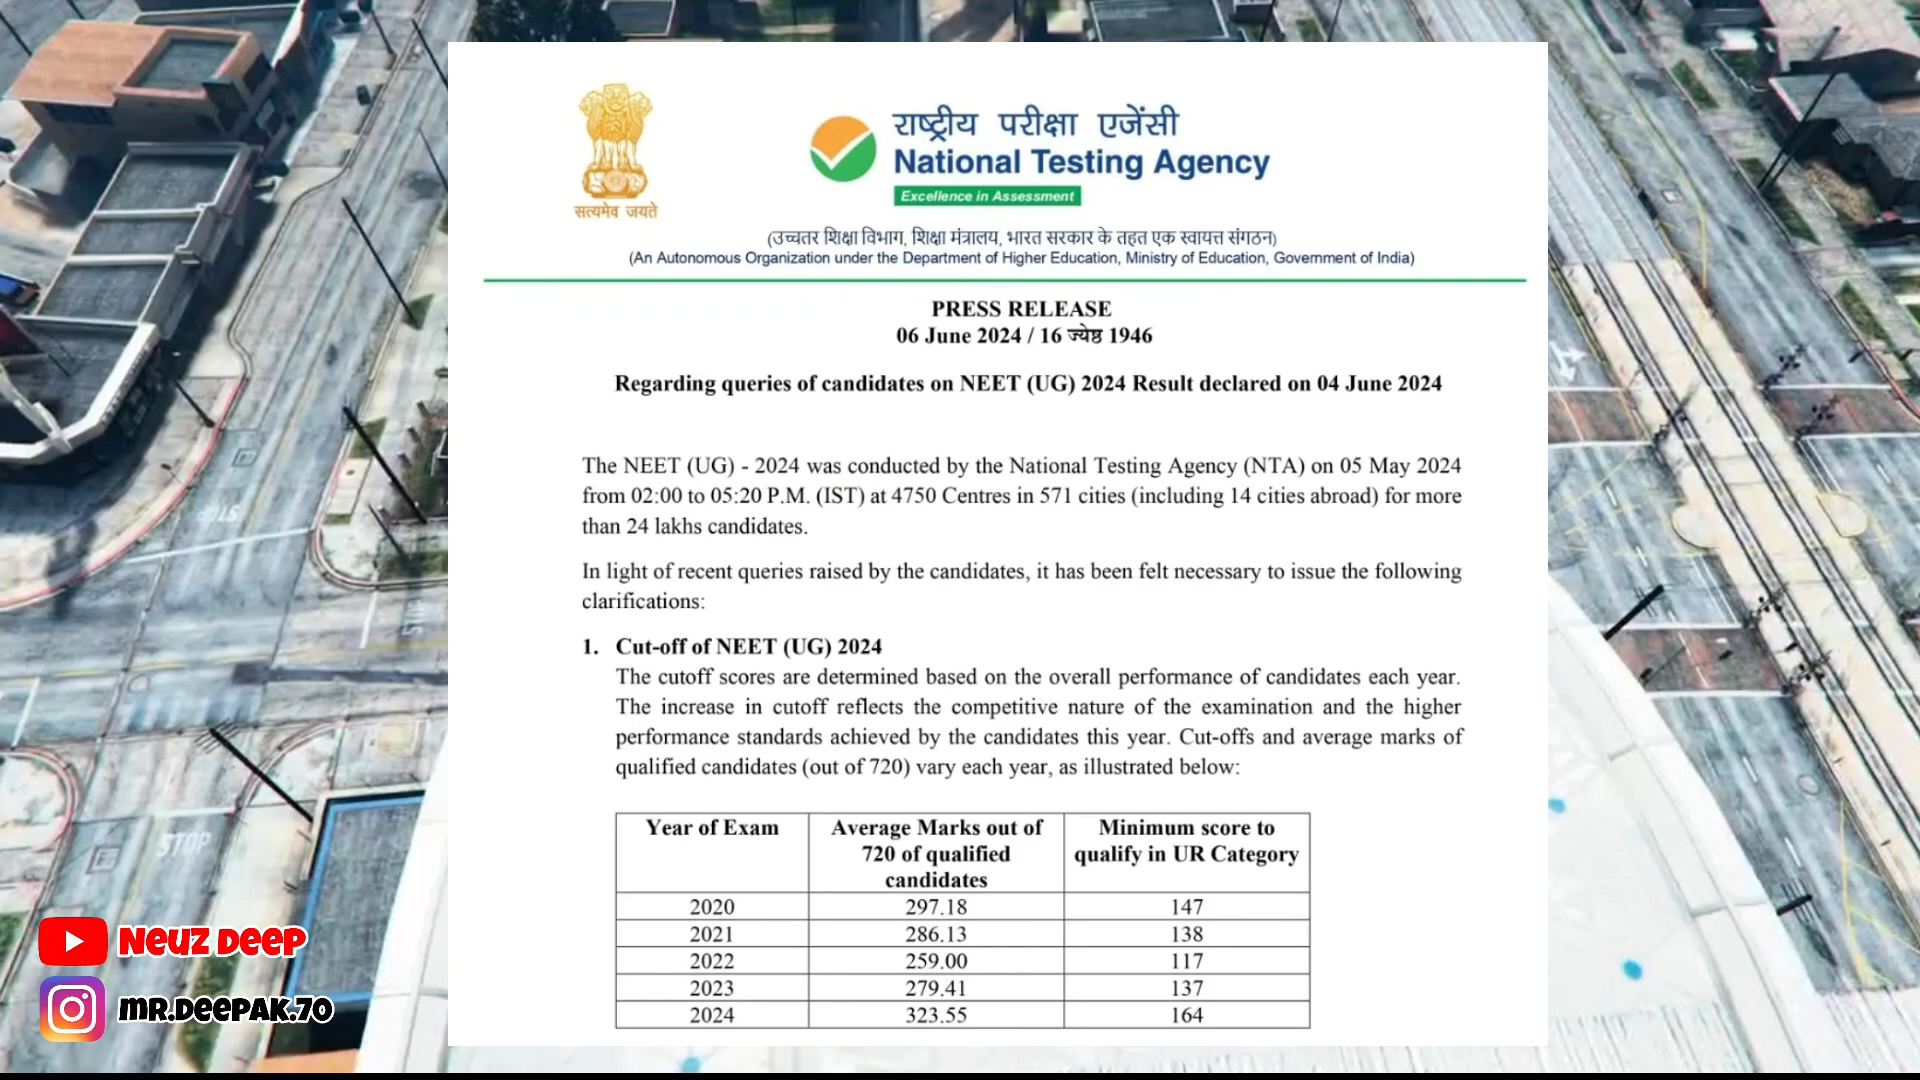 सत्यमेव जयते
राष्ट्रीय परीक्षा एजेंसी
National Testing Agency
Excellence in Assessment
(उच्चतर शिक्षा विभाग, शिक्षा मंत्रालय, भारत सरकार के तहत एक स्वायत्त संगठन)
(An Autonomous Organization under the Department of Higher Education, Ministry of Education, Government of India)
PRESS RELEASE
06 June 2024 / 16 ज्येष्ठ 1946
Regarding queries of candidates on NEET (UG) 2024 Result declared on 04 June 2024
The NEET (UG) - 2024 was conducted by the National Testing Agency (NTA) on 05 May 2024
from 02:00 to 05:20 P.M. (IST) at 4750 Centres in 571 cities (including 14 cities abroad) for more
than 24 lakhs candidates.
In light of recent queries raised by the candidates, it has been felt necessary to issue the following
clarifications:
1. Cut-off of NEET (UG) 2024
The cutoff scores are determined based on the overall performance of candidates each year.
The increase in cutoff reflects the competitive nature of the examination and the higher
performance standards achieved by the candidates this year. Cut-offs and average marks of
qualified candidates (out of 720) vary each year, as illustrated below:
Year of Exam Average Marks out of 720 of qualified candidates Minimum score to qualify in UR Category
2020 297.18 147
2021 286.13 138
2022 259.00 117
2023 279.41 137
2024 323.55 164
STOP
STOP
Neuz Deep
MR.DEEPAK.70